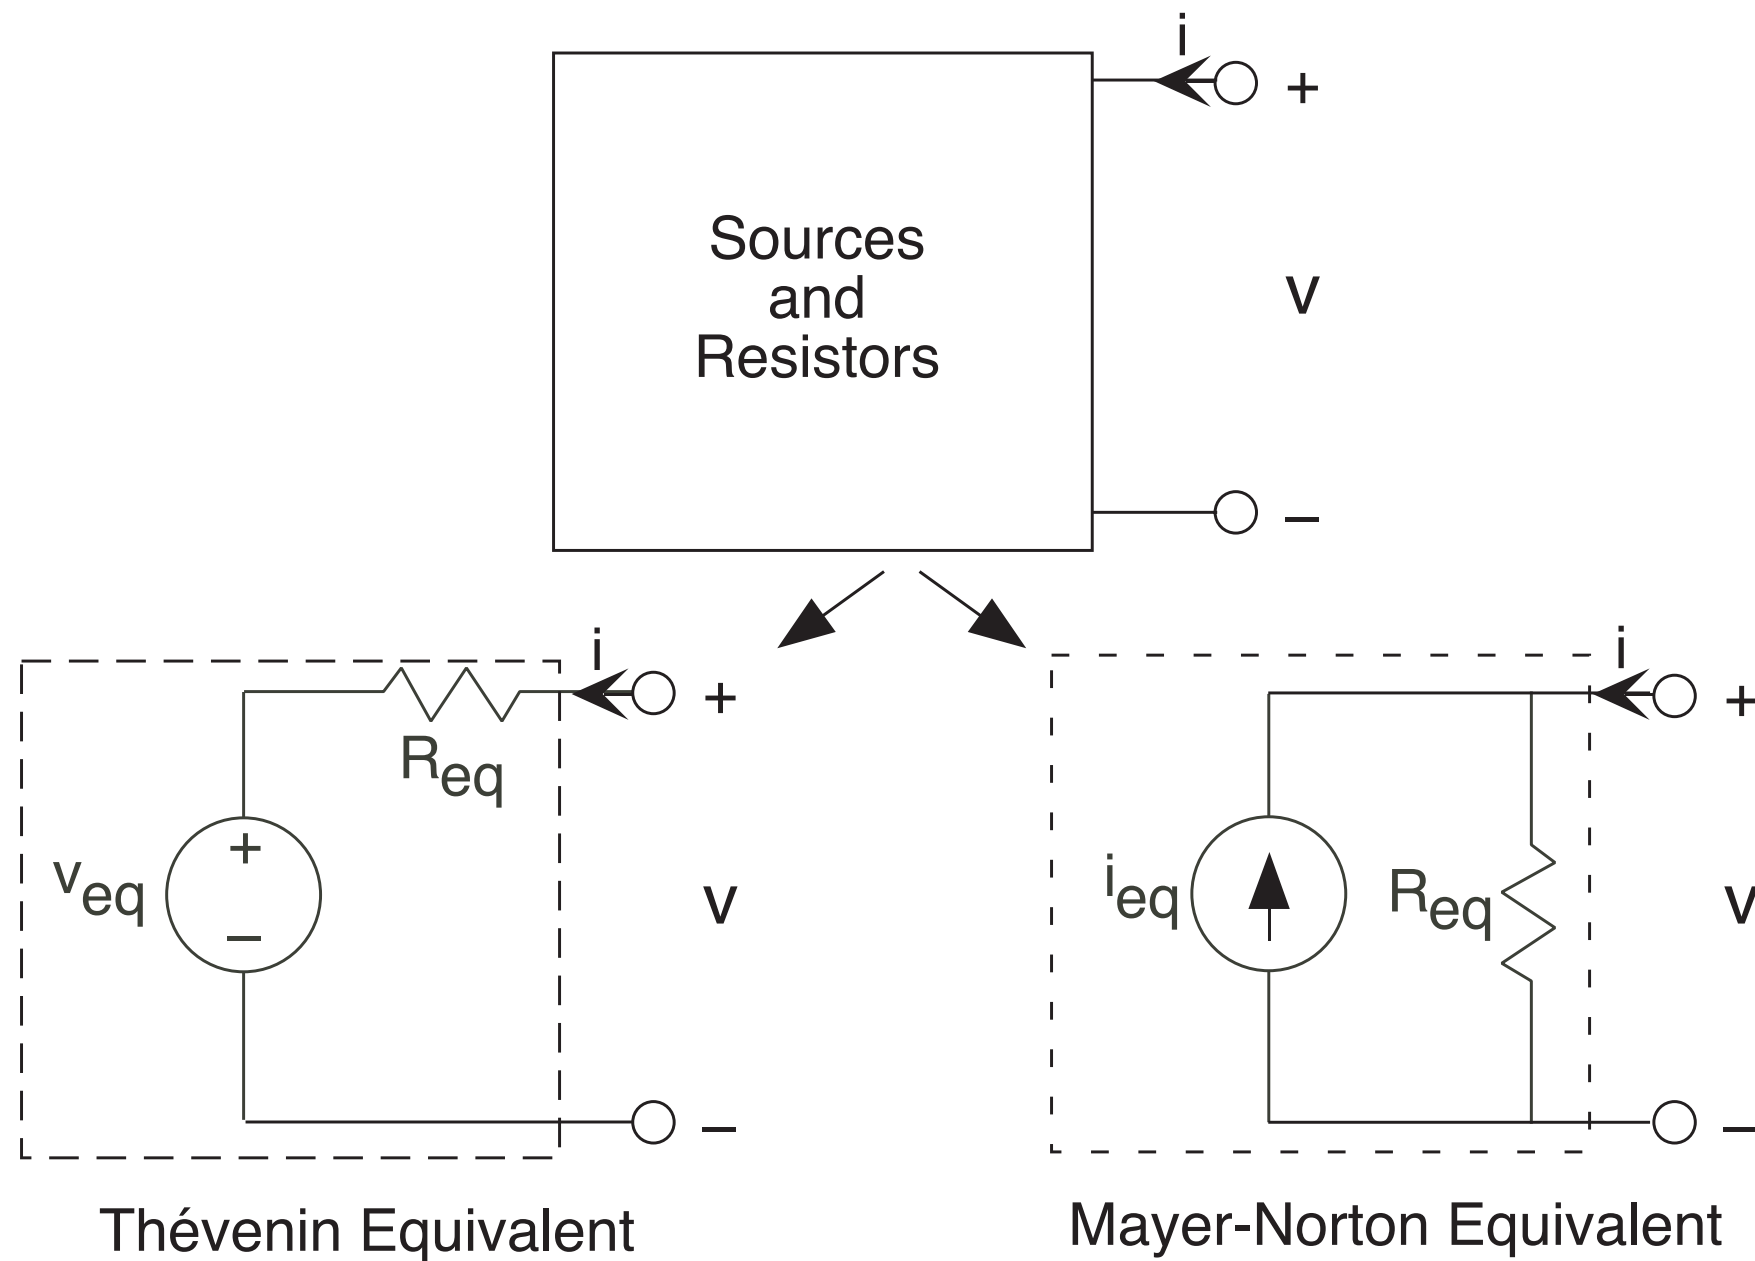 i
+
Sources
and
Resistors
v
–
i
+
Req
veq
+
–
v
–
Thévenin Equivalent
i
+
ieq
Req
v
–
Mayer-Norton Equivalent